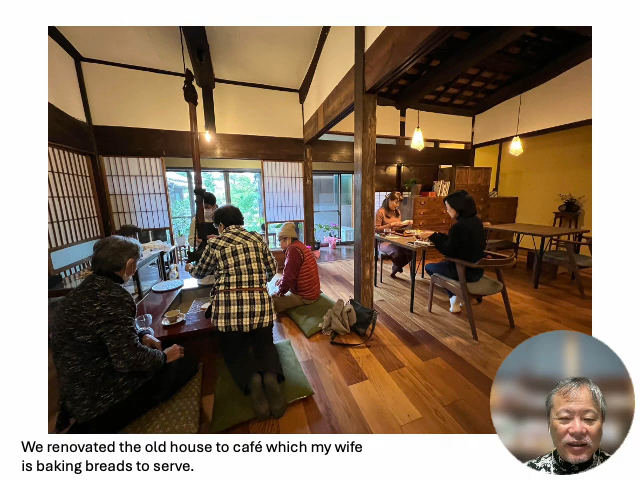 We renovated the old house to café which my wife
is baking breads to serve.